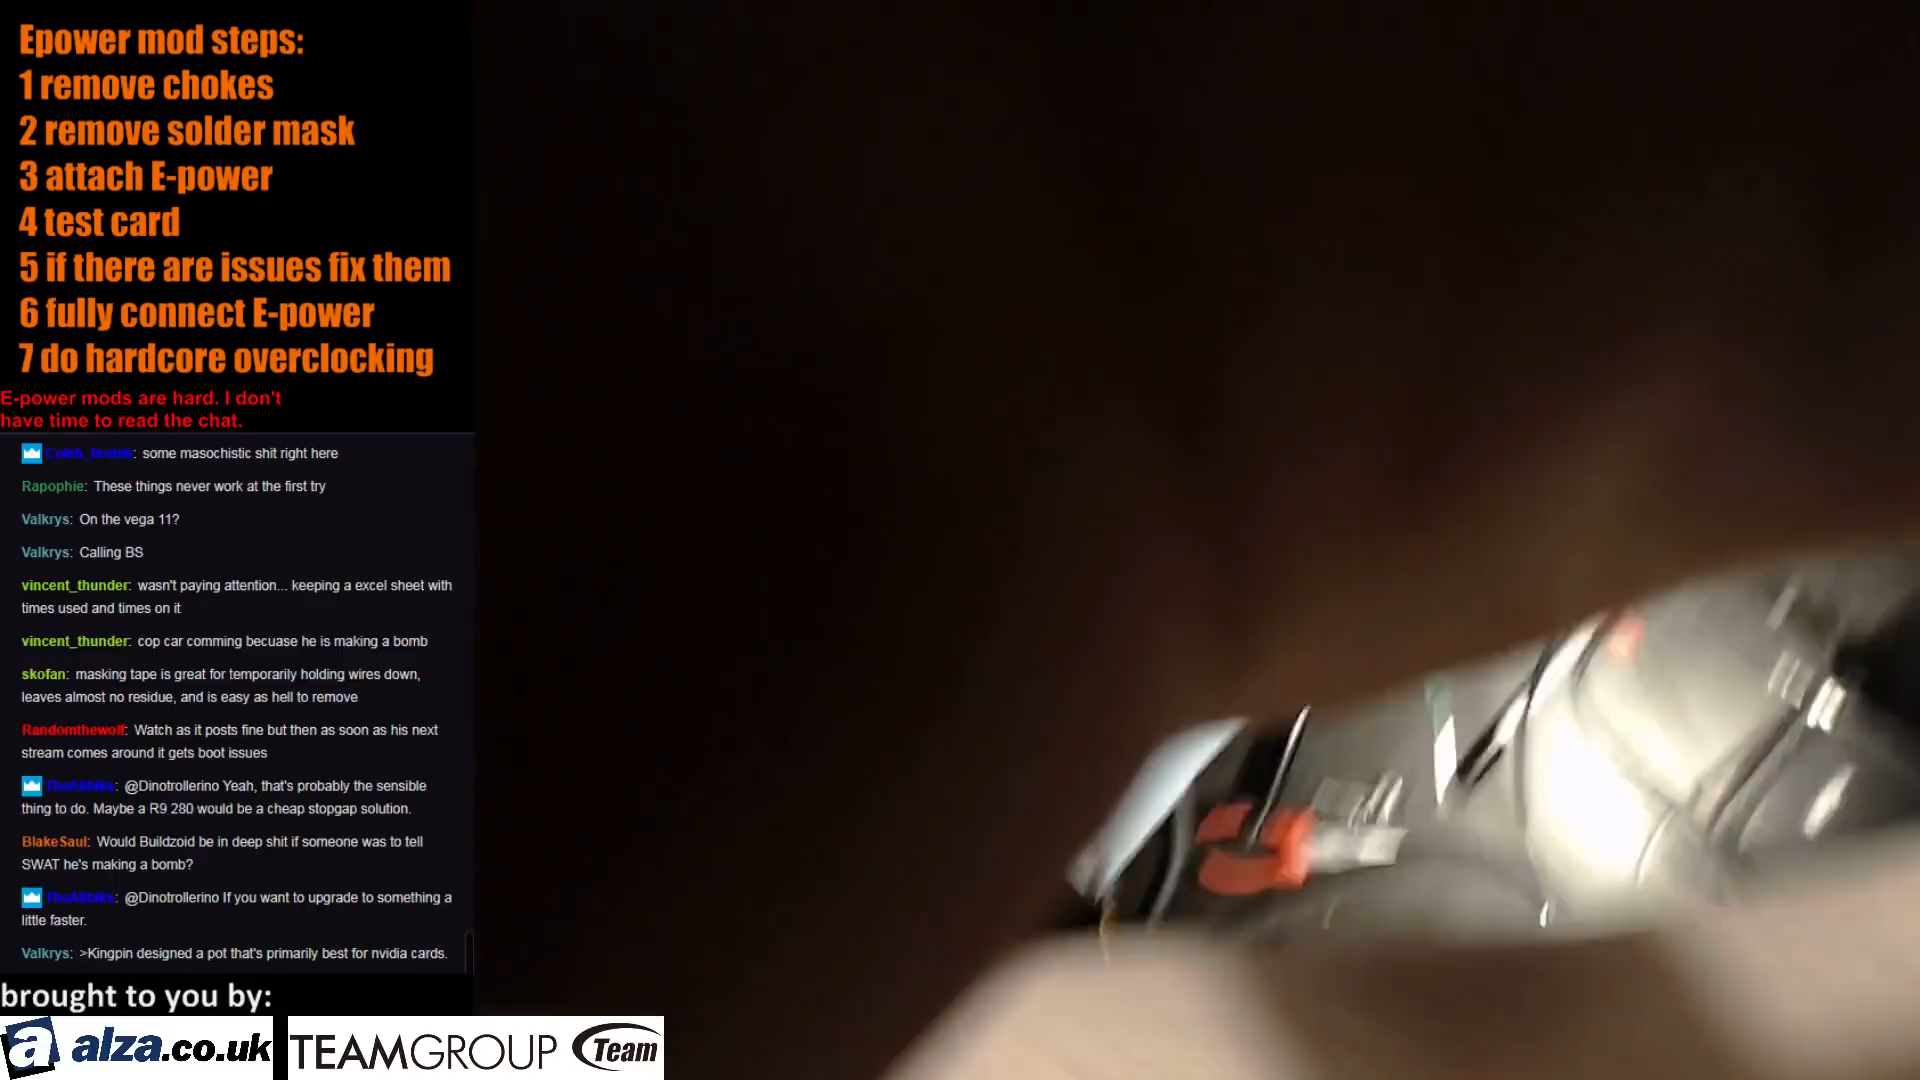 Epower mod steps:
1 remove chokes
2 remove solder mask
3 attach E-power
4 test card
5 if there are issues fix them
6 fully connect E-power
7 do hardcore overclocking
E-power mods are hard. I don't
have time to read the chat.
: some masochistic shit right here
Rapophie: These things never work at the first try
Valkrys: On the vega 11?
Valkrys: Calling BS
vincent_thunder: wasn't paying attention... keeping a excel sheet with
times used and times on it
vincent_thunder: cop car comming becuase he is making a bomb
skofan: masking tape is great for temporarily holding wires down,
leaves almost no residue, and is easy as hell to remove
Randomthewolf: Watch as it posts fine but then as soon as his next
stream comes around it gets boot issues
: @Dinotrollerino Yeah, that's probably the sensible
thing to do. Maybe a R9 280 would be a cheap stopgap solution.
BlakeSaul: Would Buildzoid be in deep shit if someone was to tell
SWAT he's making a bomb?
: @Dinotrollerino If you want to upgrade to something a
little faster.
Valkrys: >Kingpin designed a pot that's primarily best for nvidia cards.
brought to you by:
a alza.co.uk TEAMGROUP Team